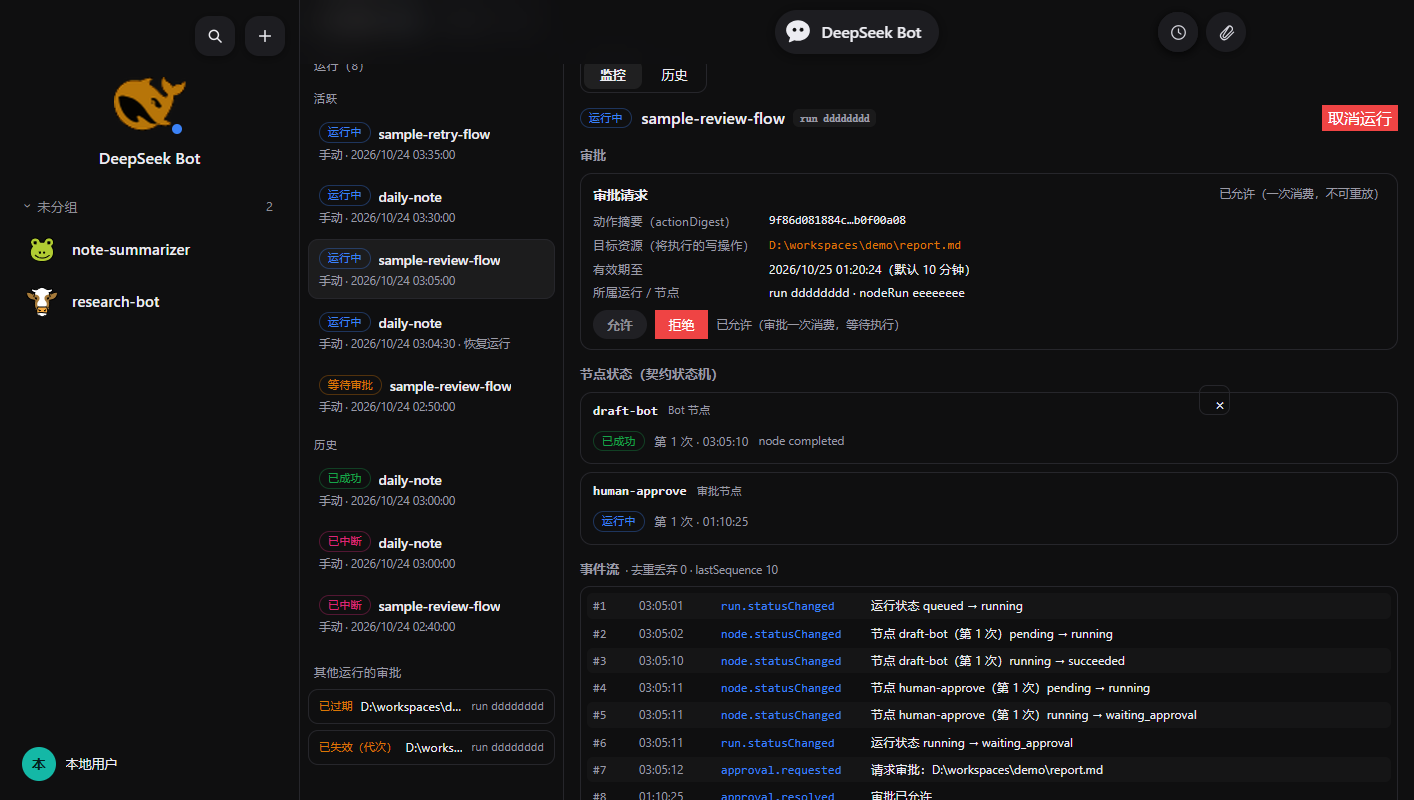 DeepSeek Bot
未分组 2
note-summarizer
research-bot
本 本地用户
运行（8）
活跃
运行中 sample-retry-flow
手动 · 2026/10/24 03:35:00
运行中 daily-note
手动 · 2026/10/24 03:30:00
运行中 sample-review-flow
手动 · 2026/10/24 03:05:00
运行中 daily-note
手动 · 2026/10/24 03:04:30 · 恢复运行
等待审批 sample-review-flow
手动 · 2026/10/24 02:50:00
历史
已成功 daily-note
手动 · 2026/10/24 03:00:00
已中断 daily-note
手动 · 2026/10/24 03:00:00
已中断 sample-review-flow
手动 · 2026/10/24 02:40:00
其他运行的审批
已过期 D:\workspaces\d... run dddddddd
已失效（代次） D:\works... run dddddddd
DeepSeek Bot
监控 历史
运行中 sample-review-flow run dddddddd 取消运行
审批
审批请求 已允许（一次消费，不可重放）
动作摘要（actionDigest） 9f86d081884c…b0f00a08
目标资源（将执行的写操作） D:\workspaces\demo\report.md
有效期至 2026/10/25 01:20:24（默认 10 分钟）
所属运行 / 节点 run dddddddd · nodeRun eeeeeeee
允许 拒绝 已允许（审批一次消费，等待执行）
节点状态（契约状态机）
×
draft-bot Bot 节点
已成功 第 1 次 · 03:05:10 node completed
human-approve 审批节点
运行中 第 1 次 · 01:10:25
事件流 · 去重丢弃 0 · lastSequence 10
#1 03:05:01 run.statusChanged 运行状态 queued → running
#2 03:05:02 node.statusChanged 节点 draft-bot（第 1 次）pending → running
#3 03:05:10 node.statusChanged 节点 draft-bot（第 1 次）running → succeeded
#4 03:05:11 node.statusChanged 节点 human-approve（第 1 次）pending → running
#5 03:05:11 node.statusChanged 节点 human-approve（第 1 次）running → waiting_approval
#6 03:05:11 run.statusChanged 运行状态 running → waiting_approval
#7 03:05:12 approval.requested 请求审批：D:\workspaces\demo\report.md
#8 01:10:25 approval.resolved 审批已允许